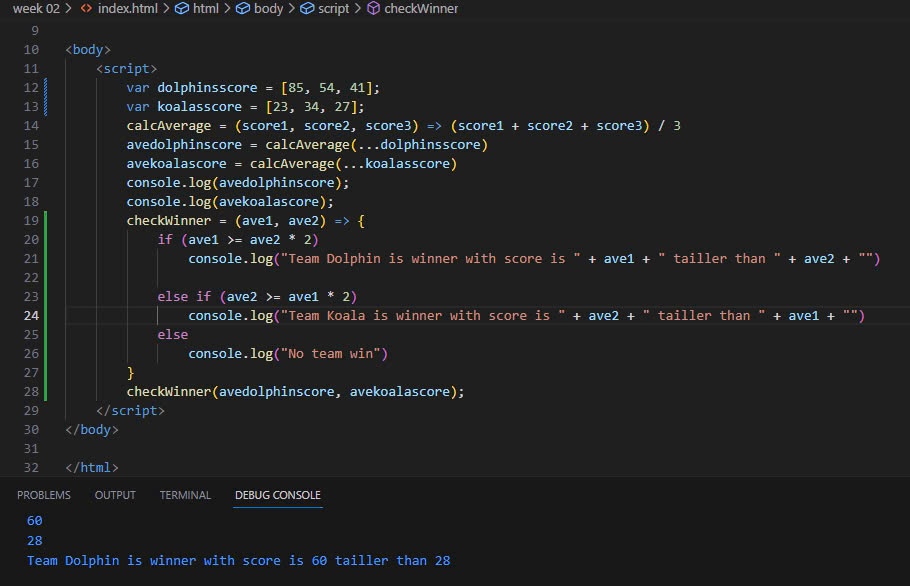 week 02 > <> index.html > html > body > script > checkWinner
9
10 <body>
11 <script>
12 var dolphinsscore = [85, 54, 41];
13 var koalasscore = [23, 34, 27];
14 calcAverage = (score1, score2, score3) => (score1 + score2 + score3) / 3
15 avedolphinscore = calcAverage(...dolphinsscore)
16 avekoalascore = calcAverage(...koalasscore)
17 console.log(avedolphinscore);
18 console.log(avekoalascore);
19 checkWinner = (ave1, ave2) => {
20 if (ave1 >= ave2 * 2)
21 console.log("Team Dolphin is winner with score is " + ave1 + " tailler than " + ave2 + "")
22
23 else if (ave2 >= ave1 * 2)
24 console.log("Team Koala is winner with score is " + ave2 + " tailler than " + ave1 + "")
25 else
26 console.log("No team win")
27 }
28 checkWinner(avedolphinscore, avekoalascore);
29 </script>
30 </body>
31
32 </html>
PROBLEMS OUTPUT TERMINAL DEBUG CONSOLE
60
28
Team Dolphin is winner with score is 60 tailler than 28